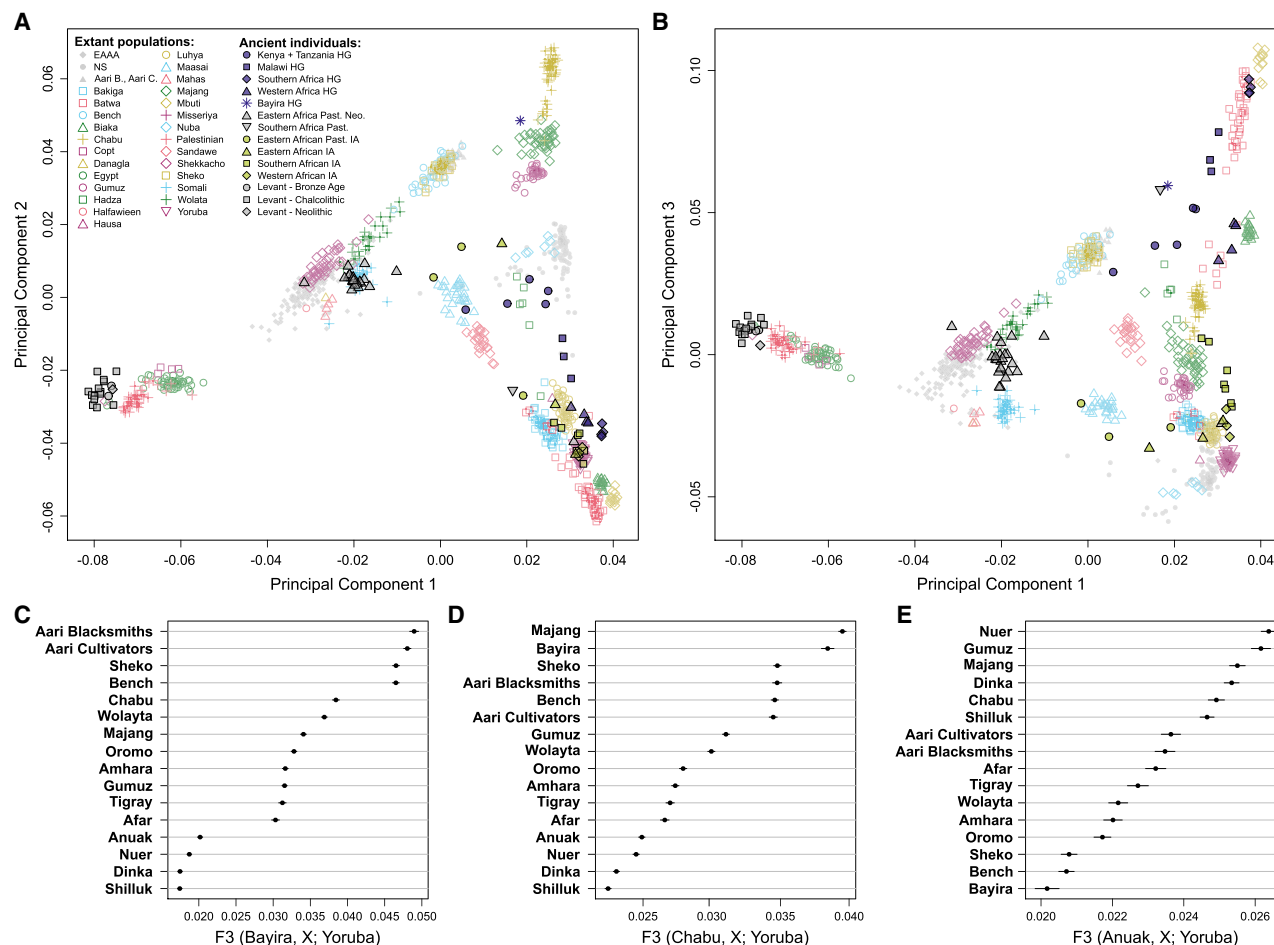 A
Extant populations:
EAAA
NS
Aari B., Aari C.
Bakiga
Batwa
Bench
Biaka
Chabu
Copt
Danagla
Egypt
Gumuz
Hadza
Halfawieen
Hausa
Luhya
Maasai
Mahas
Majang
Mbuti
Misseriya
Nuba
Palestinian
Sandawe
Shekkacho
Sheko
Somali
Wolata
Yoruba
Ancient individuals:
Kenya + Tanzania HG
Malawi HG
Southern Africa HG
Western Africa HG
Bayira HG
Eastern Africa Past. Neo.
Southern Africa Past.
Eastern African Past. IA
Eastern African IA
Southern African IA
Western African IA
Levant - Bronze Age
Levant - Chalcolithic
Levant - Neolithic
Principal Component 2
0.06
0.04
0.02
0.00
-0.02
-0.04
-0.06
-0.08 -0.06 -0.04 -0.02 0.00 0.02 0.04
Principal Component 1
B
Principal Component 3
0.10
0.05
0.00
-0.05
-0.08 -0.06 -0.04 -0.02 0.00 0.02 0.04
Principal Component 1
C
Aari Blacksmiths
Aari Cultivators
Sheko
Bench
Chabu
Wolayta
Majang
Oromo
Amhara
Gumuz
Tigray
Afar
Anuak
Nuer
Dinka
Shilluk
0.020 0.025 0.030 0.035 0.040 0.045 0.050
F3 (Bayira, X; Yoruba)
D
Majang
Bayira
Sheko
Aari Blacksmiths
Bench
Aari Cultivators
Gumuz
Wolayta
Oromo
Amhara
Tigray
Afar
Anuak
Nuer
Dinka
Shilluk
0.025 0.030 0.035 0.040
F3 (Chabu, X; Yoruba)
E
Nuer
Gumuz
Majang
Dinka
Chabu
Shilluk
Aari Cultivators
Aari Blacksmiths
Afar
Tigray
Wolayta
Amhara
Oromo
Sheko
Bench
Bayira
0.020 0.022 0.024 0.026
F3 (Anuak, X; Yoruba)